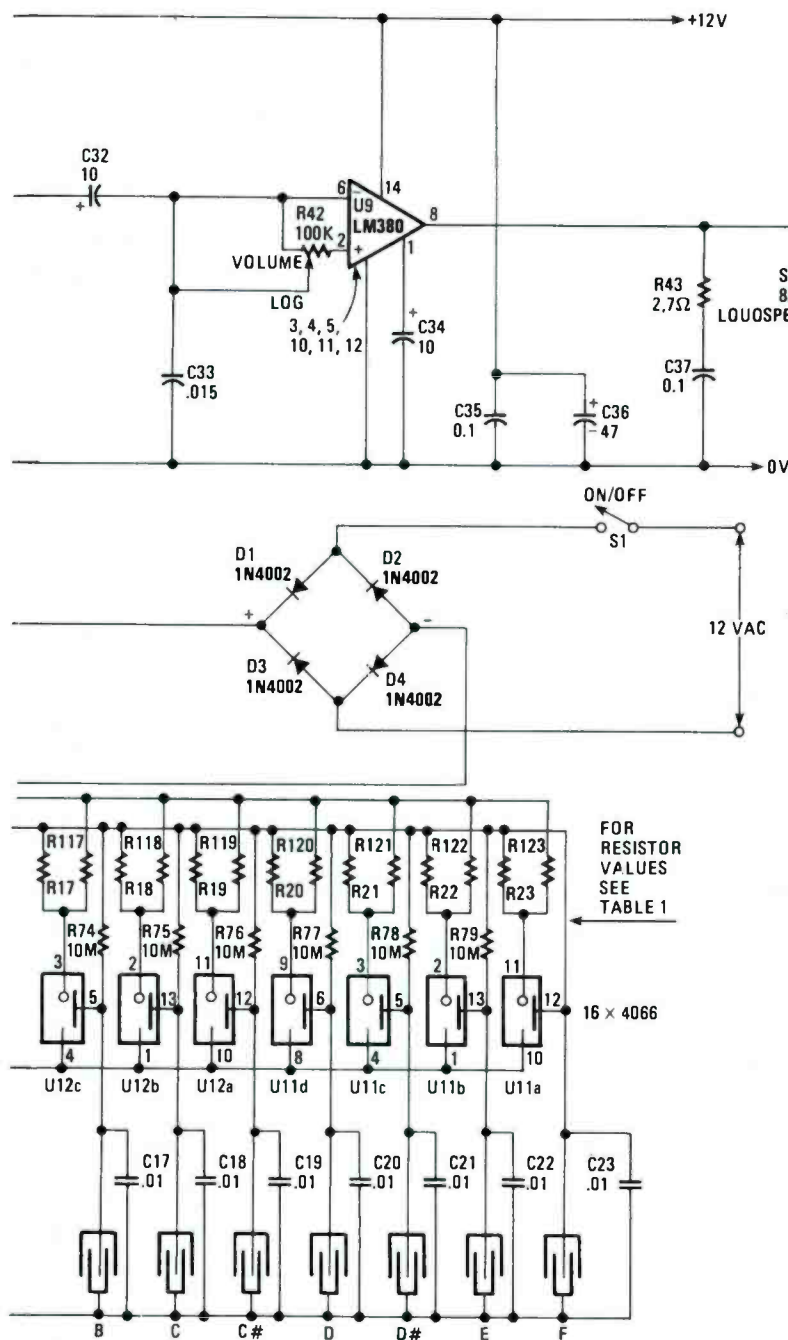 +12V
C32
10
+
6
–
14
U9
LM380
8
R42
100K
2
+
1
VOLUME
LOG
3, 4, 5,
10, 11, 12
+
C34
10
C33
.015
R43
2,7Ω
S
8
LOUOSPE
C37
0.1
C35
0.1
+
C36
–
47
0V
ON/OFF
S1
D1
1N4002
D2
1N4002
+
–
12 VAC
D3
1N4002
D4
1N4002
R117 R118 R119 R120 R121 R122 R123
R17 R18 R19 R20 R21 R22 R23
FOR
RESISTOR
VALUES
SEE
TABLE 1
R74 R75 R76 R77 R78 R79
10M 10M 10M 10M 10M 10M
3 2 11 9 3 2 11
5 13 12 6 5 13 12
16 × 4066
4 1 10 8 4 1 10
U12c U12b U12a U11d U11c U11b U11a
C17 C18 C19 C20 C21 C22 C23
.01 .01 .01 .01 .01 .01 .01
B C C# D D# E F